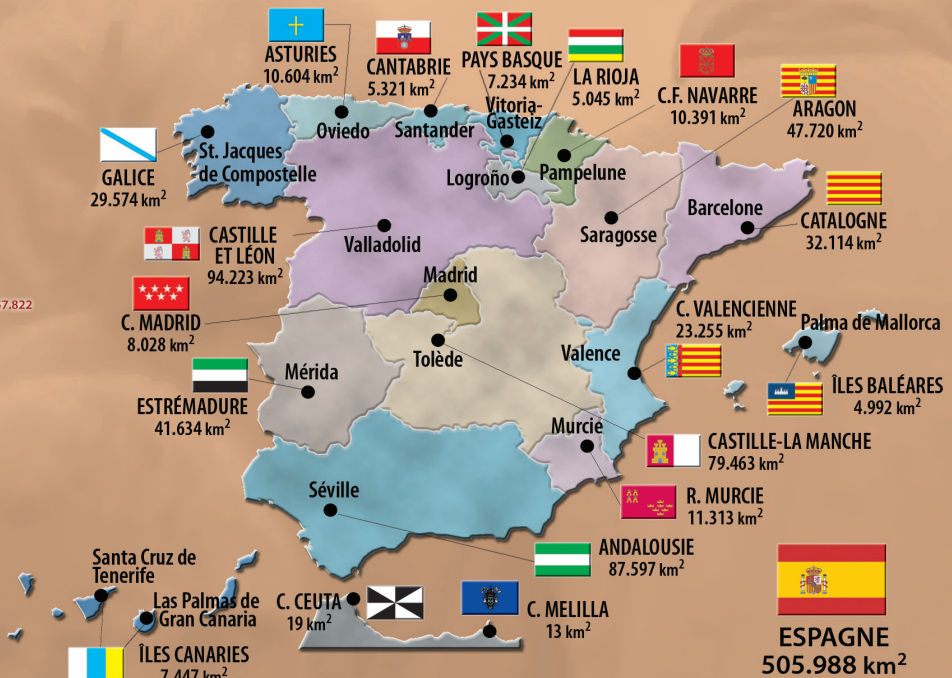 ASTURIES
10.604 km²
CANTABRIE
5.321 km²
PAYS BASQUE
7.234 km²
LA RIOJA
5.045 km²
C.F. NAVARRE
10.391 km²
ARAGON
47.720 km²
Vitoria-
Gasteiz
Oviedo
Santander
St. Jacques
de Compostelle
GALICE
29.574 km²
Logroño
Pampelune
Barcelone
CATALOGNE
32.114 km²
Saragosse
CASTILLE
ET LÉON
94.223 km²
Valladolid
Madrid
57.822
C. MADRID
8.028 km²
C. VALENCIENNE
23.255 km²
Palma de Mallorca
Tolède
Valence
Mérida
ESTRÉMADURE
41.634 km²
ÎLES BALÉARES
4.992 km²
Murcie
CASTILLE-LA MANCHE
79.463 km²
Séville
R. MURCIE
11.313 km²
ANDALOUSIE
87.597 km²
Santa Cruz de
Tenerife
Las Palmas de
Gran Canaria
C. CEUTA
19 km²
C. MELILLA
13 km²
ÎLES CANARIES
7.447 km²
ESPAGNE
505.988 km²